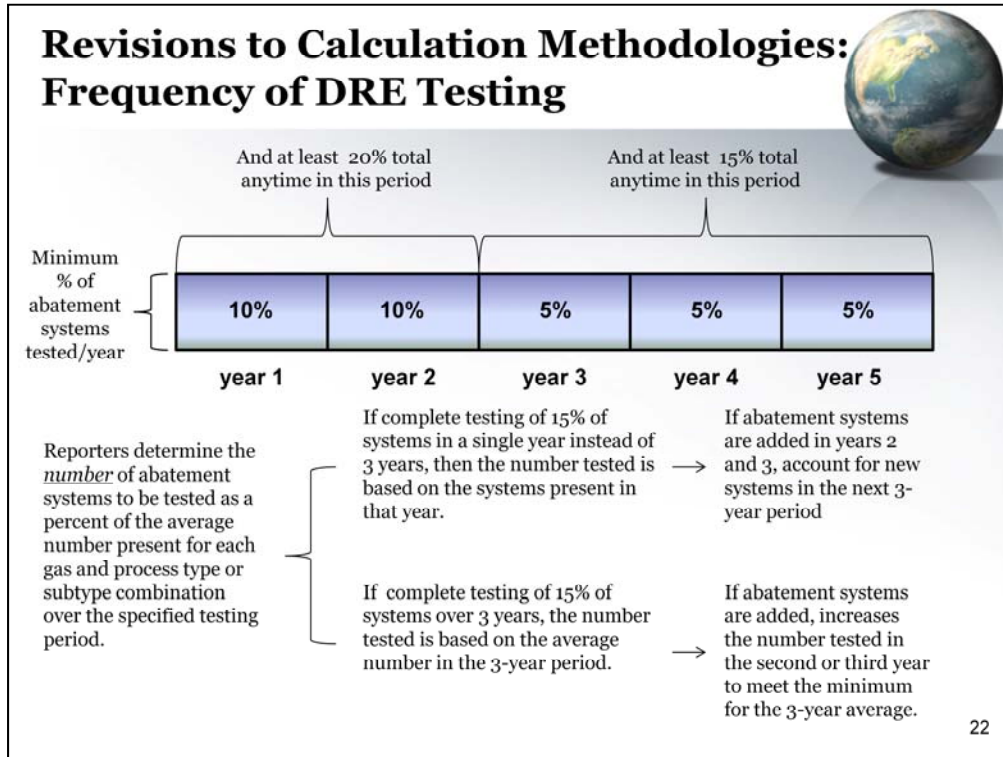 Revisions to Calculation Methodologies:
Frequency of DRE Testing
And at least 20% total
anytime in this period
And at least 15% total
anytime in this period
Minimum
% of
abatement
systems
tested/year
10%
10%
5%
5%
5%
year 1
year 2
year 3
year 4
year 5
Reporters determine the
number of abatement
systems to be tested as a
percent of the average
number present for each
gas and process type or
subtype combination
over the specified testing
period.
If complete testing of 15% of
systems in a single year instead of
3 years, then the number tested is
based on the systems present in
that year.
If abatement systems
are added in years 2
and 3, account for new
systems in the next 3-
year period
If complete testing of 15% of
systems over 3 years, the number
tested is based on the average
number in the 3-year period.
If abatement systems
are added, increases
the number tested in
the second or third year
to meet the minimum
for the 3-year average.
22